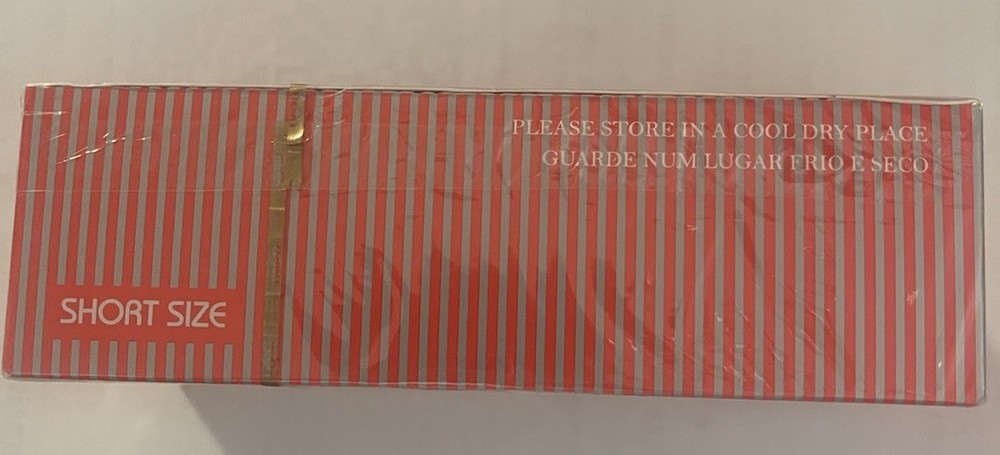 PLEASE STORE IN A COOL DRY PLACE
GUARDE NUM LUGAR FRIO E SECO
SHORT SIZE